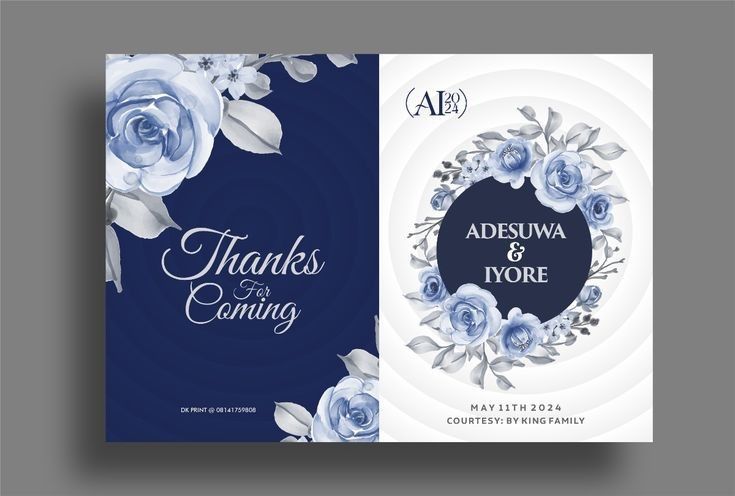 Thanks
For
Coming
DK PRINT @ 08141759808
(AI 20
24)
ADESUWA
&
IYORE
MAY 11TH 2024
COURTESY: BY KING FAMILY